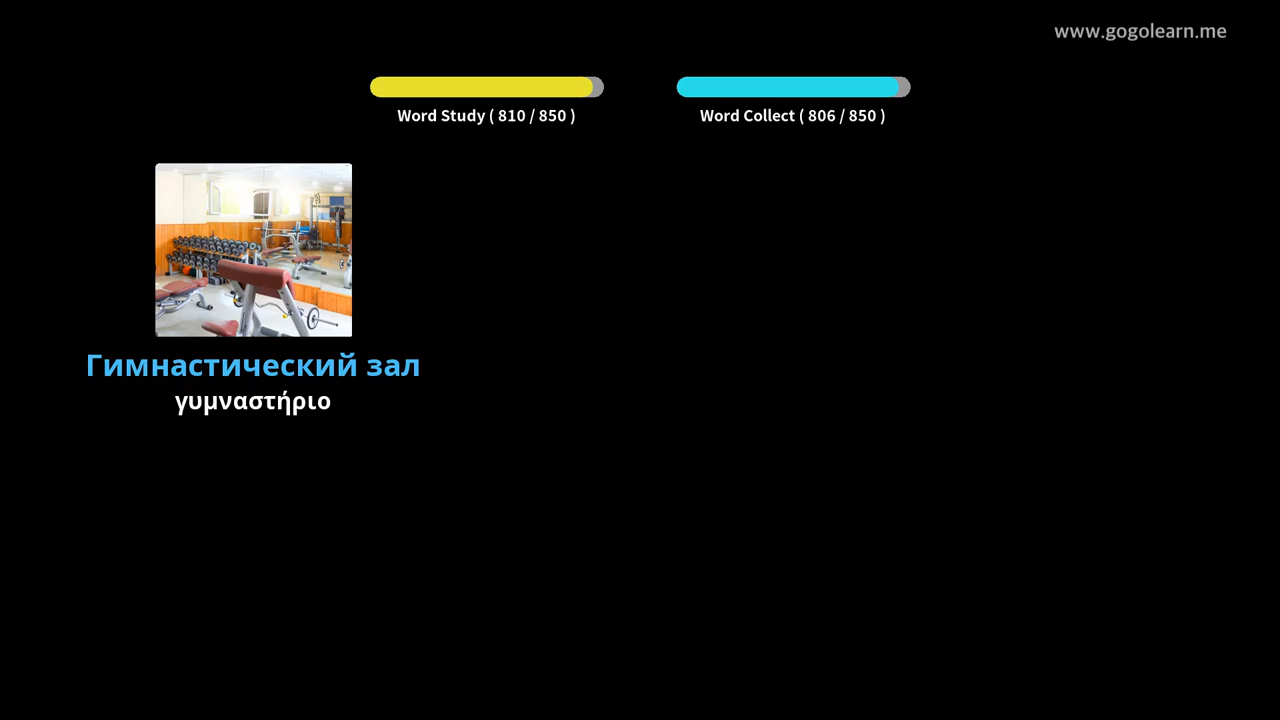 www.gogolearn.me
Word Study ( 810 / 850 )
Word Collect ( 806 / 850 )
Гимнастический зал
γυμναστήριο